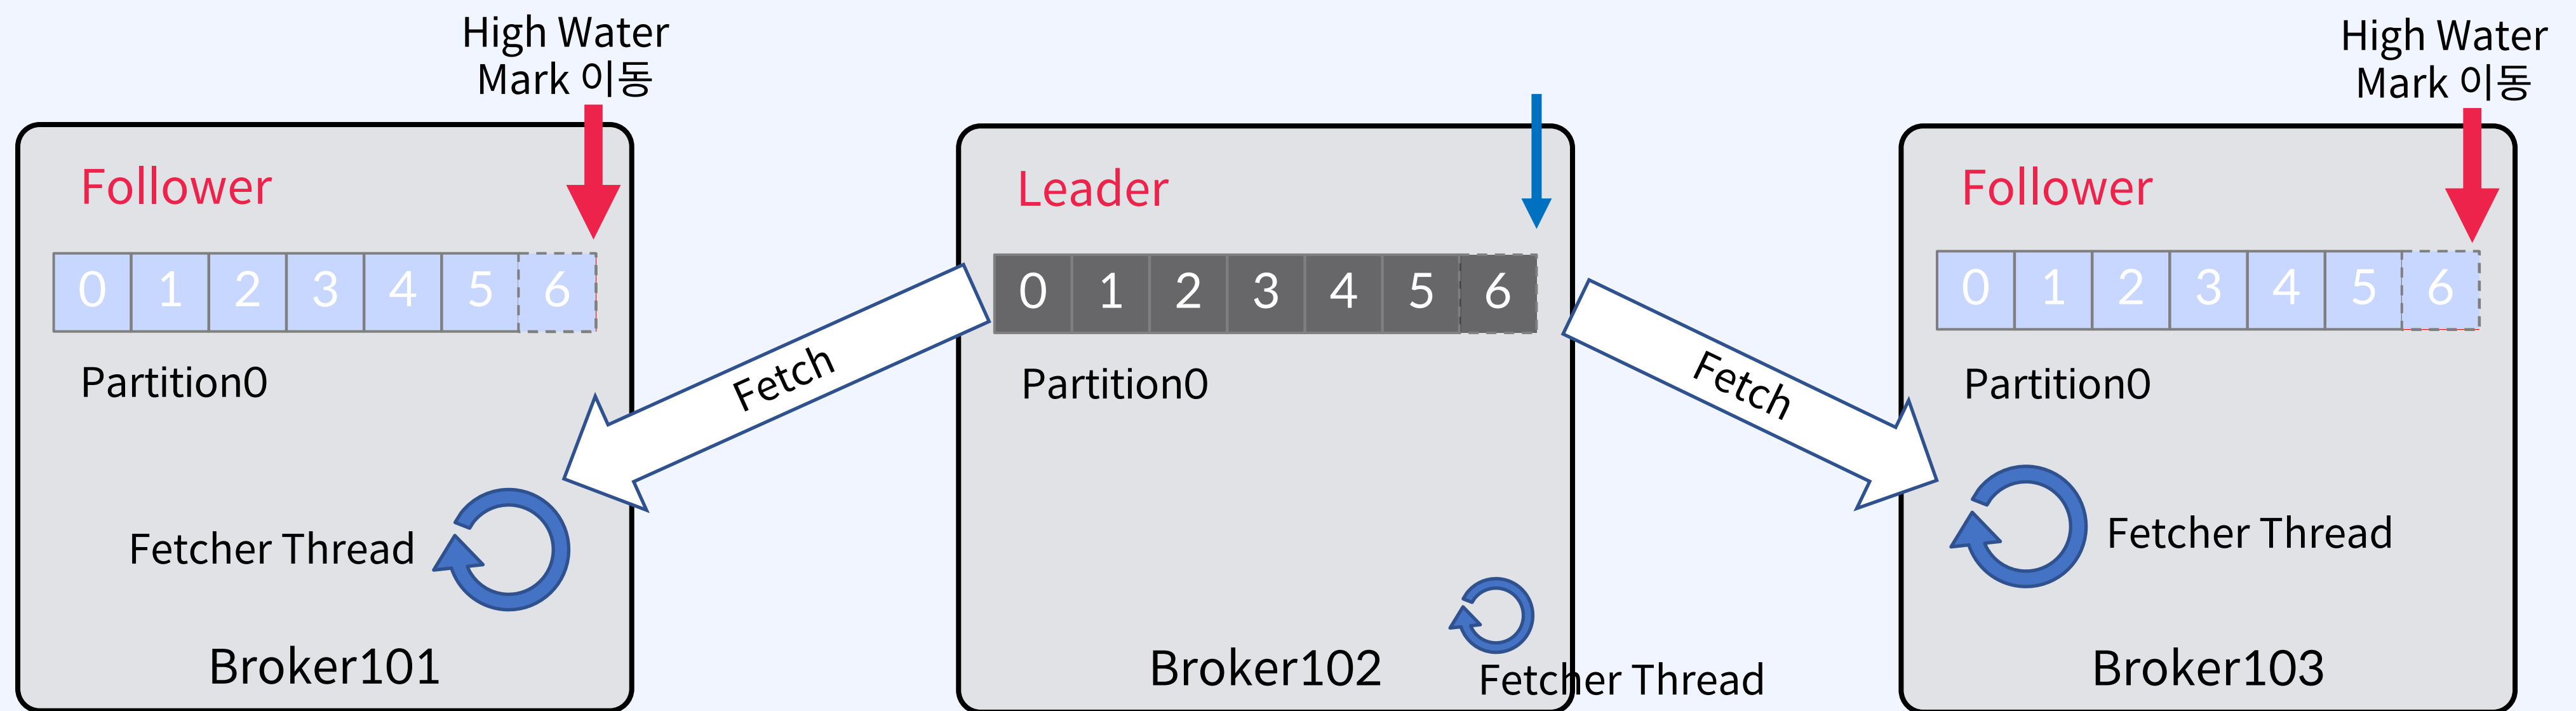 High Water
Mark 이동
Follower
0 1 2 3 4 5 6
Partition0
Fetcher Thread
Broker101
Fetch
Leader
0 1 2 3 4 5 6
Partition0
Broker102
Fetcher Thread
Fetch
High Water
Mark 이동
Follower
0 1 2 3 4 5 6
Partition0
Fetcher Thread
Broker103